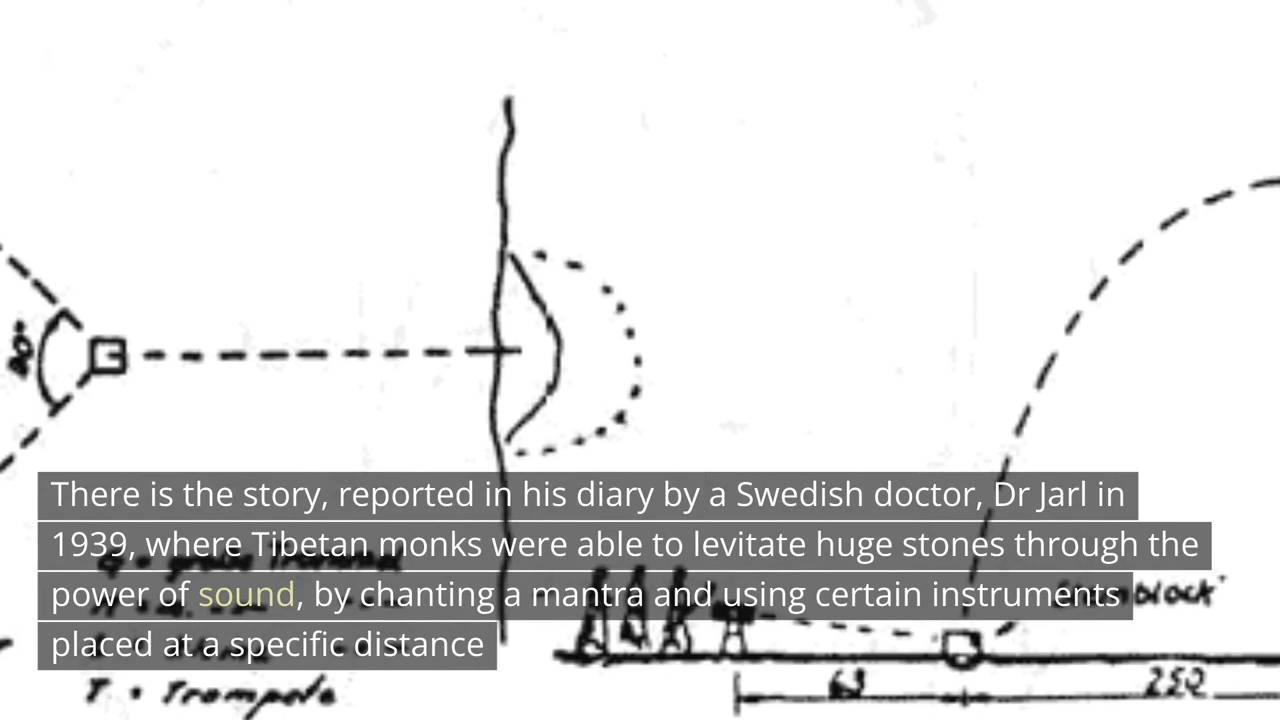 90°
There is the story, reported in his diary by a Swedish doctor, Dr Jarl in
1939, where Tibetan monks were able to levitate huge stones through the
power of sound, by chanting a mantra and using certain instruments
placed at a specific distance
63
250
T = Trompete